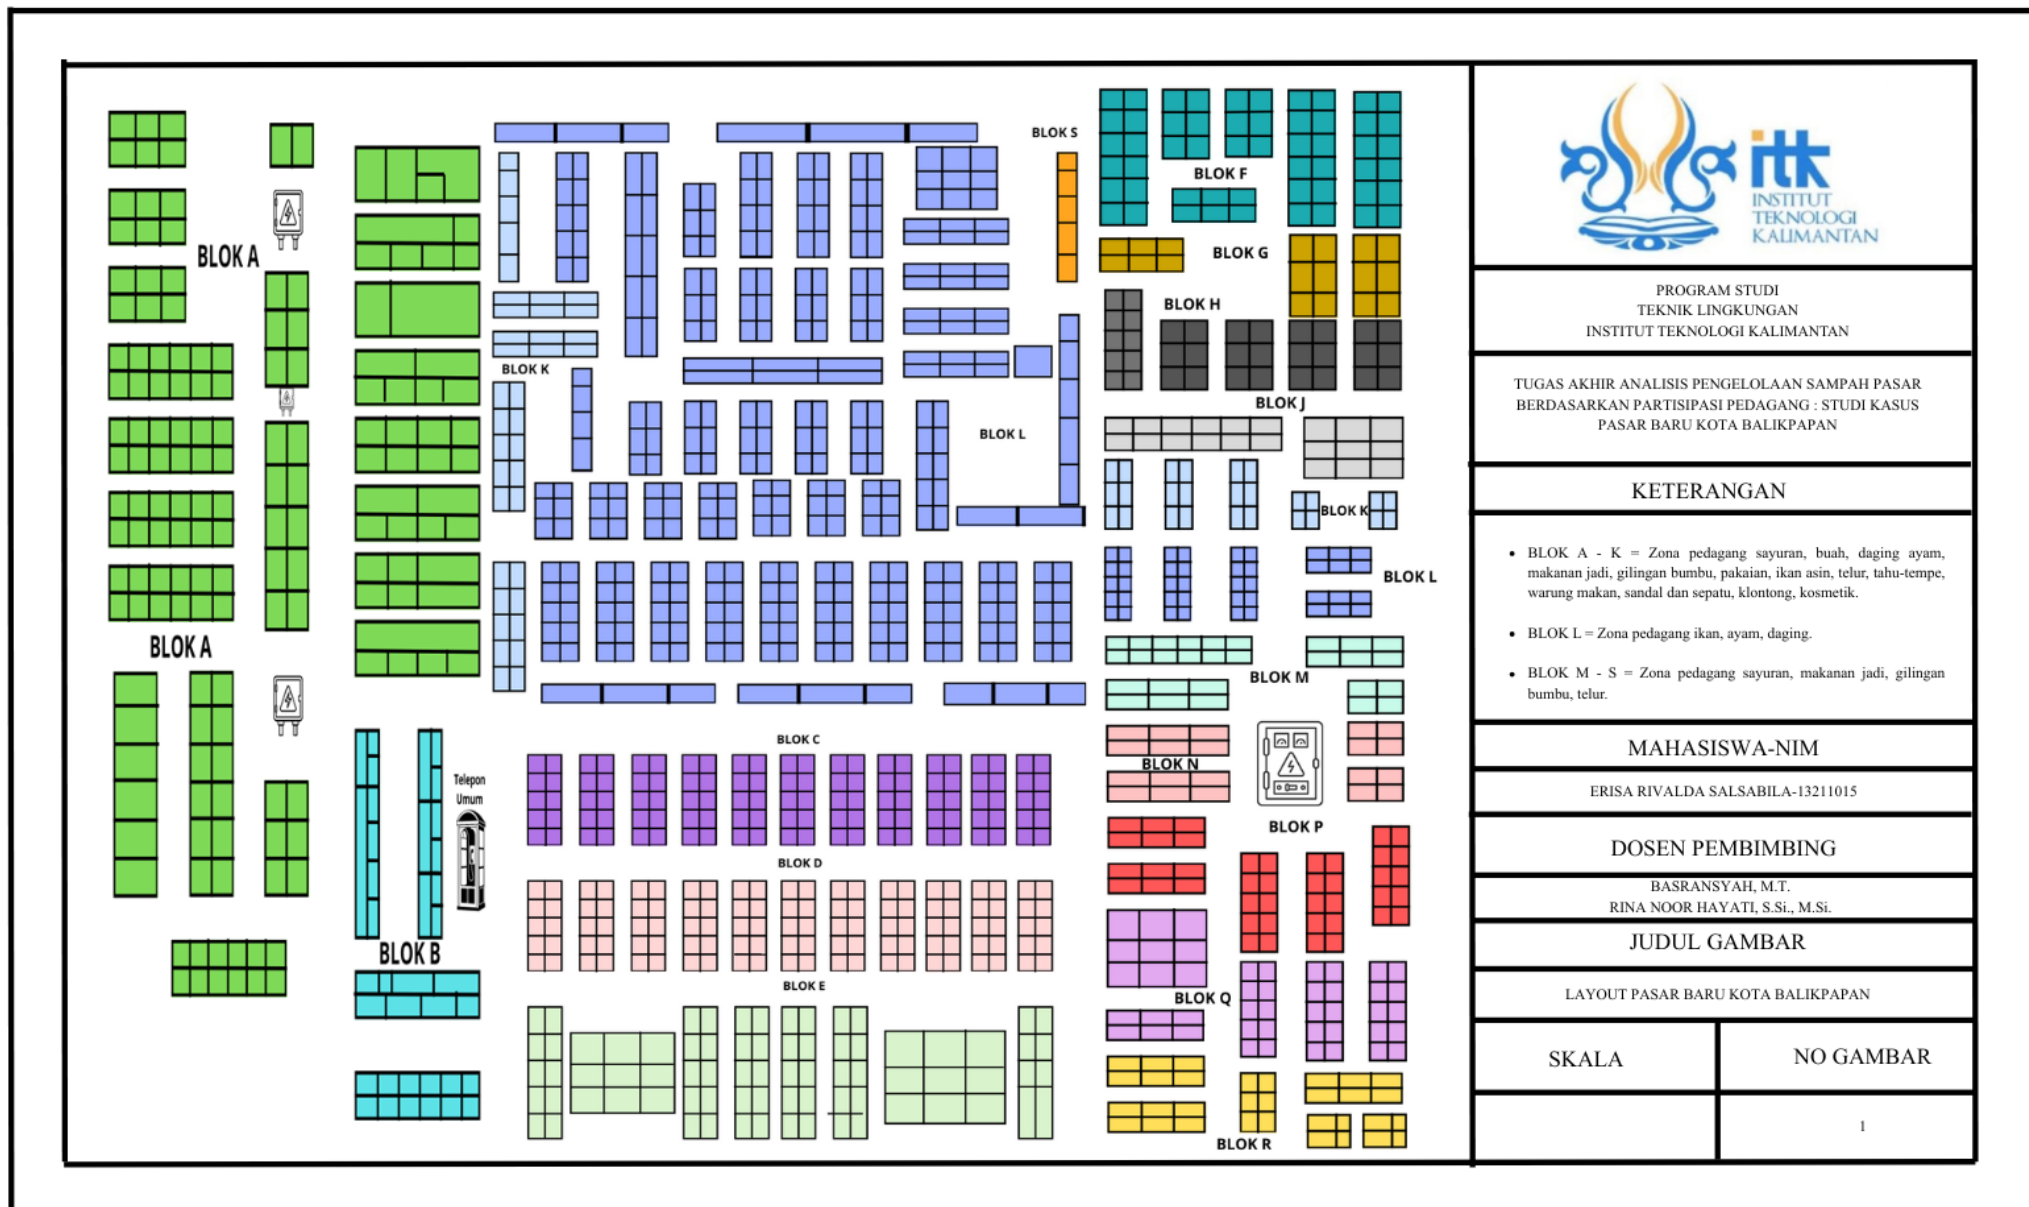 BLOK A
BLOK A
BLOK B
Telepon
Umum
BLOK K
BLOK L
BLOK S
BLOK C
BLOK D
BLOK E
BLOK F
BLOK G
BLOK H
BLOK J
BLOK K
BLOK L
BLOK M
BLOK N
BLOK P
BLOK Q
BLOK R
itk
INSTITUT
TEKNOLOGI
KALIMANTAN
PROGRAM STUDI
TEKNIK LINGKUNGAN
INSTITUT TEKNOLOGI KALIMANTAN
TUGAS AKHIR ANALISIS PENGELOLAAN SAMPAH PASAR
BERDASARKAN PARTISIPASI PEDAGANG : STUDI KASUS
PASAR BARU KOTA BALIKPAPAN
KETERANGAN
• BLOK A - K = Zona pedagang sayuran, buah, daging ayam,
makanan jadi, gilingan bumbu, pakaian, ikan asin, telur, tahu-tempe,
warung makan, sandal dan sepatu, klontong, kosmetik.
• BLOK L = Zona pedagang ikan, ayam, daging.
• BLOK M - S = Zona pedagang sayuran, makanan jadi, gilingan
bumbu, telur.
MAHASISWA-NIM
ERISA RIVALDA SALSABILA-13211015
DOSEN PEMBIMBING
BASRANSYAH, M.T.
RINA NOOR HAYATI, S.Si., M.Si.
JUDUL GAMBAR
LAYOUT PASAR BARU KOTA BALIKPAPAN
SKALA
NO GAMBAR
1